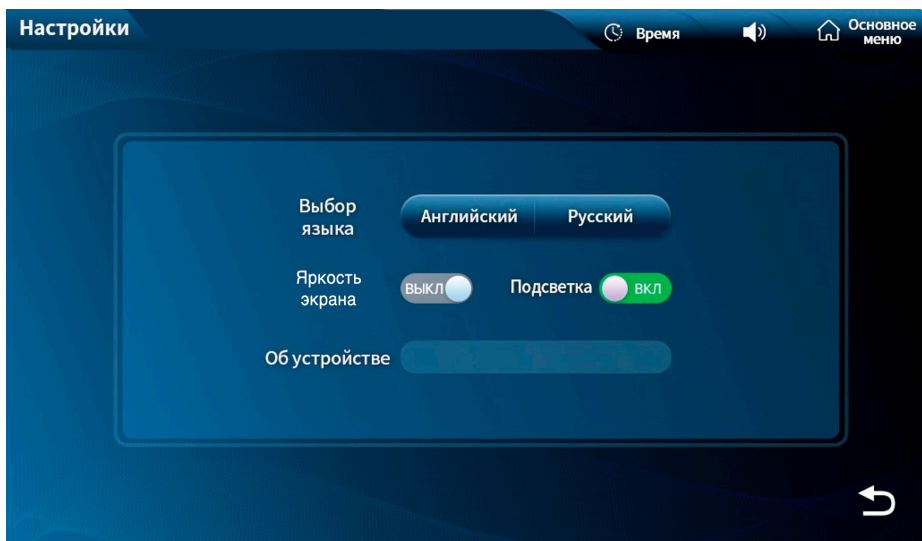 Настройки
Время
Основное
меню
Выбор
языка
Английский
Русский
Яркость
экрана
ВЫКЛ
Подсветка
ВКЛ
Об устройстве